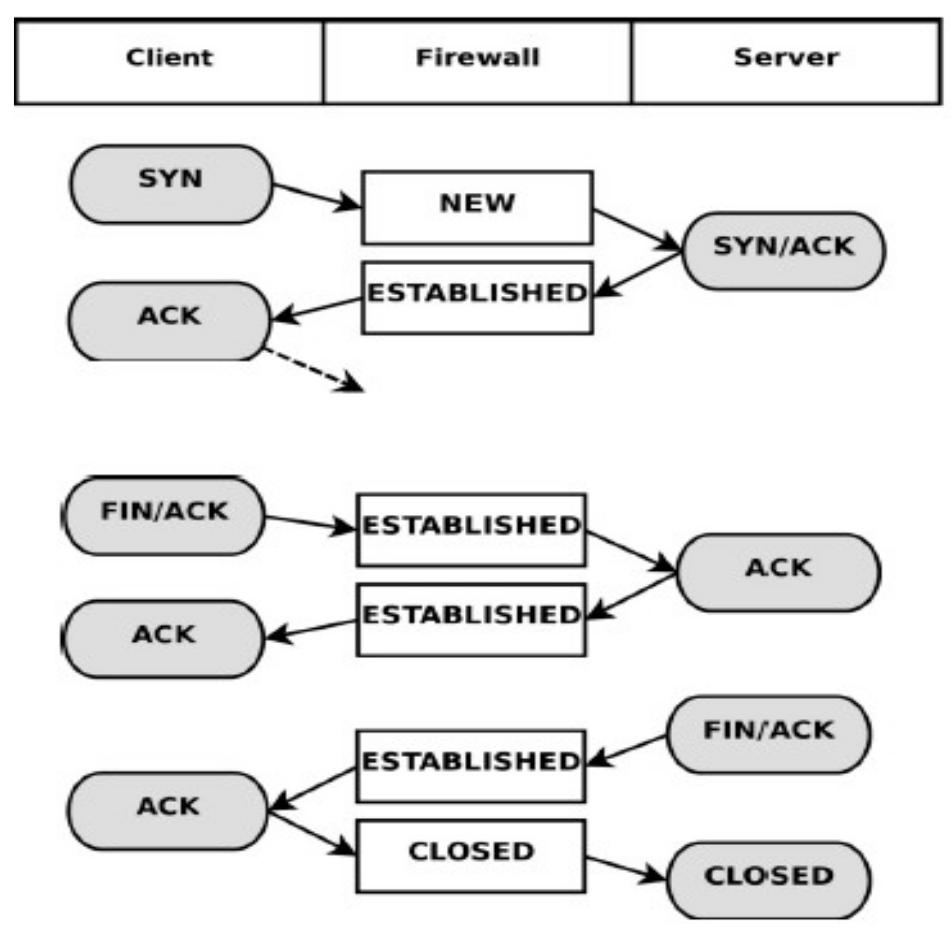 Client Firewall Server
SYN
NEW
SYN/ACK
ESTABLISHED
ACK
FIN/ACK
ESTABLISHED
ACK
ESTABLISHED
ACK
FIN/ACK
ESTABLISHED
ACK
CLOSED
CLOSED